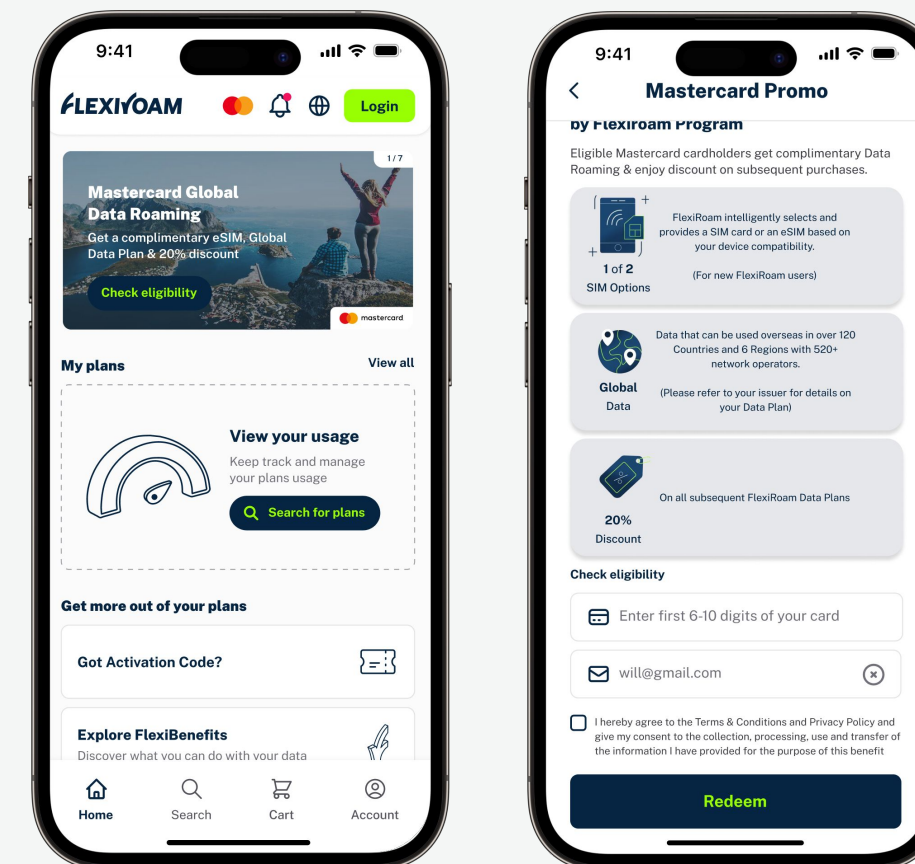 9:41
FLEXIROAM
Login
1/7
Mastercard Global
Data Roaming
Get a complimentary eSIM, Global
Data Plan & 20% discount
Check eligibility
mastercard
My plans
View all
View your usage
Keep track and manage
your plans usage
Search for plans
Get more out of your plans
Got Activation Code?
Explore FlexiBenefits
Discover what you can do with your data
Home
Search
Cart
Account
9:41
Mastercard Promo
by Flexiroam Program
Eligible Mastercard cardholders get complimentary Data
Roaming & enjoy discount on subsequent purchases.
1 of 2
SIM Options
FlexiRoam intelligently selects and
provides a SIM card or an eSIM based on
your device compatibility.
(For new FlexiRoam users)
Global
Data
Data that can be used overseas in over 120
Countries and 6 Regions with 520+
network operators.
(Please refer to your issuer for details on
your Data Plan)
20%
Discount
On all subsequent FlexiRoam Data Plans
Check eligibility
Enter first 6-10 digits of your card
will@gmail.com
I hereby agree to the Terms & Conditions and Privacy Policy and
give my consent to the collection, processing, use and transfer of
the information I have provided for the purpose of this benefit
Redeem